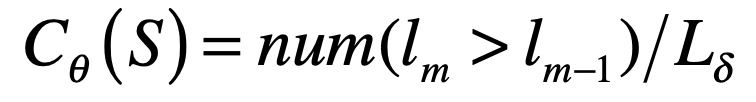 C_θ(S) = num(l_m > l_{m−1})/L_δ